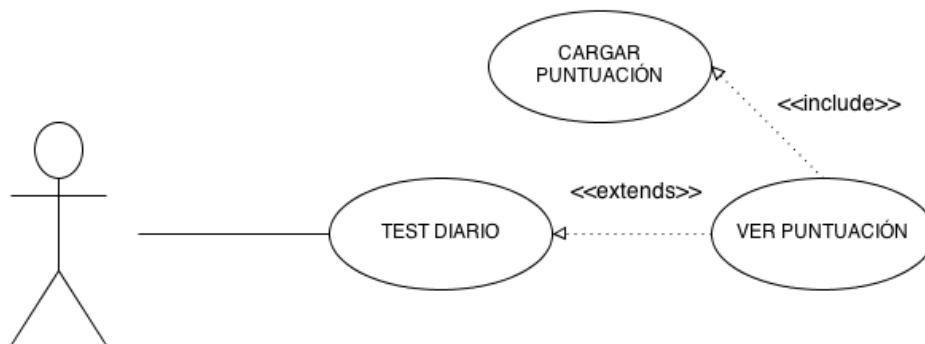 CARGAR
PUNTUACIÓN
<<include>>
<<extends>>
TEST DIARIO
VER PUNTUACIÓN